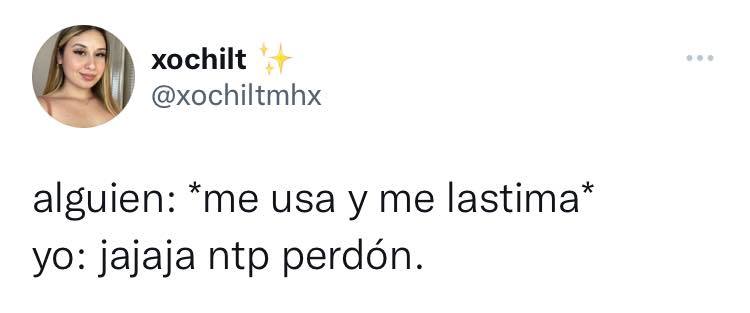 xochilt ✨
@xochiltmhx
alguien: *me usa y me lastima*
yo: jajaja ntp perdón.